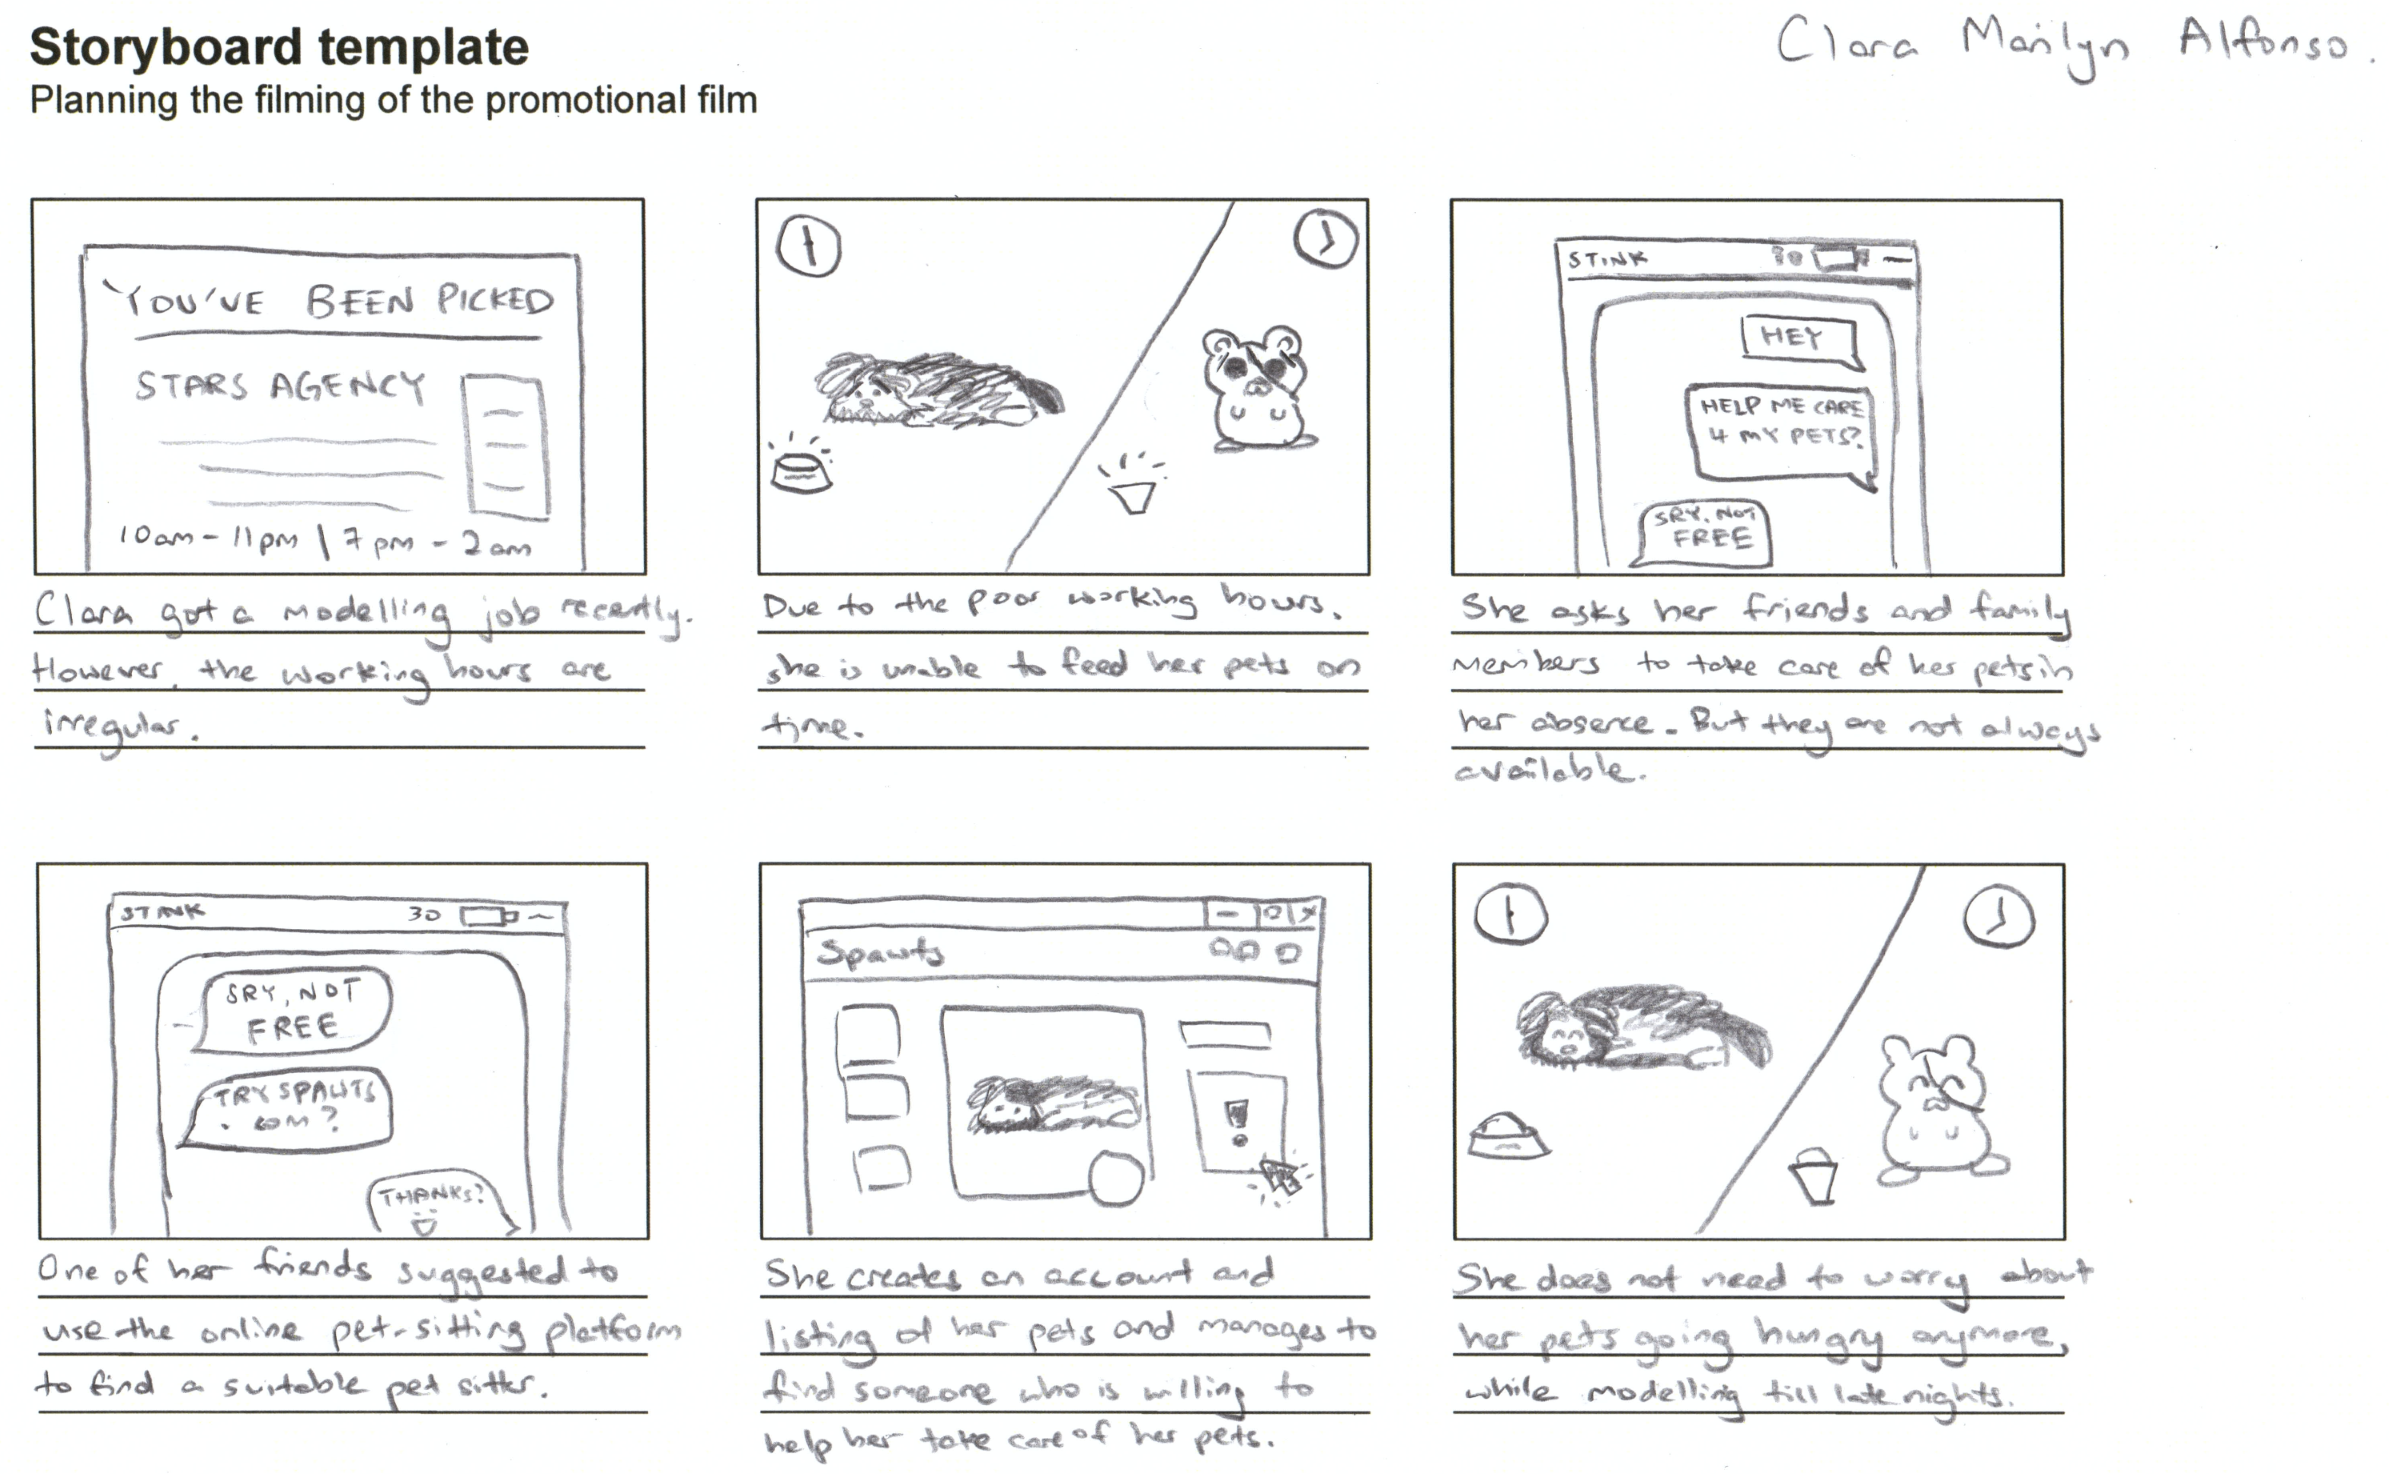 Storyboard template
Planning the filming of the promotional film
Clara Marilyn Alfonso.
YOU'VE BEEN PICKED
STARS AGENCY
10am - 11pm | 7pm - 2am
Clara got a modelling job recently.
However, the working hours are
irregular.
Due to the poor working hours,
she is unable to feed her pets on
time.
STINK 30
HEY
HELP ME CARE
4 MY PETS?
SRY, NOT
FREE
She asks her friends and family
members to take care of her pets in
her absence. But they are not always
available.
STINK 30
SRY, NOT
FREE
TRY SPAWTS
.COM?
THANKS?
One of her friends suggested to
use the online pet-sitting platform
to find a suitable pet sitter.
Spawts
!
She creates an account and
listing of her pets and manages to
find someone who is willing to
help her take care of her pets.
She does not need to worry about
her pets going hungry anymore,
while modelling till late nights.